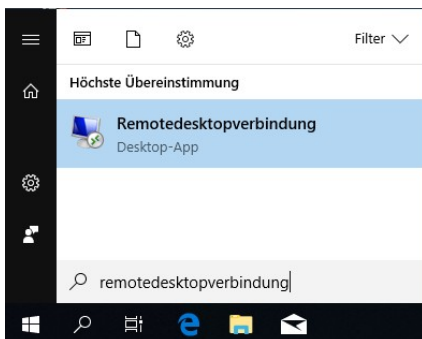 Filter
Höchste Übereinstimmung
Remotedesktopverbindung
Desktop-App
remotedesktopverbindung